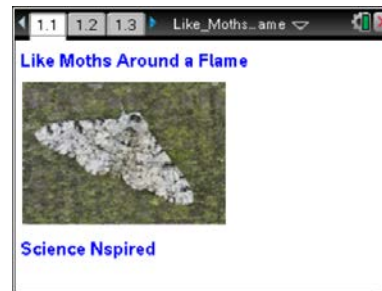 1.1 1.2 1.3 Like_Moths...ame
Like Moths Around a Flame
Science Nspired